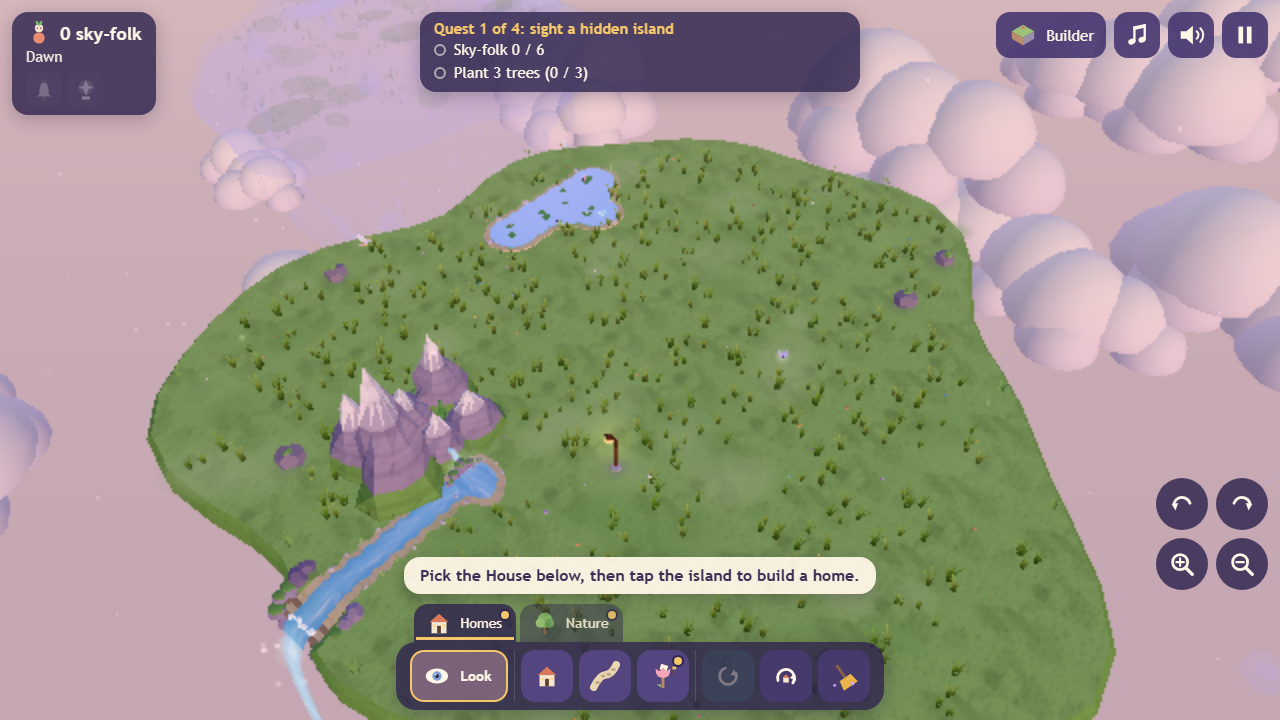 0 sky-folk
Dawn
Quest 1 of 4: sight a hidden island
Sky-folk 0 / 6
Plant 3 trees (0 / 3)
Builder
Pick the House below, then tap the island to build a home.
Homes
Nature
Look